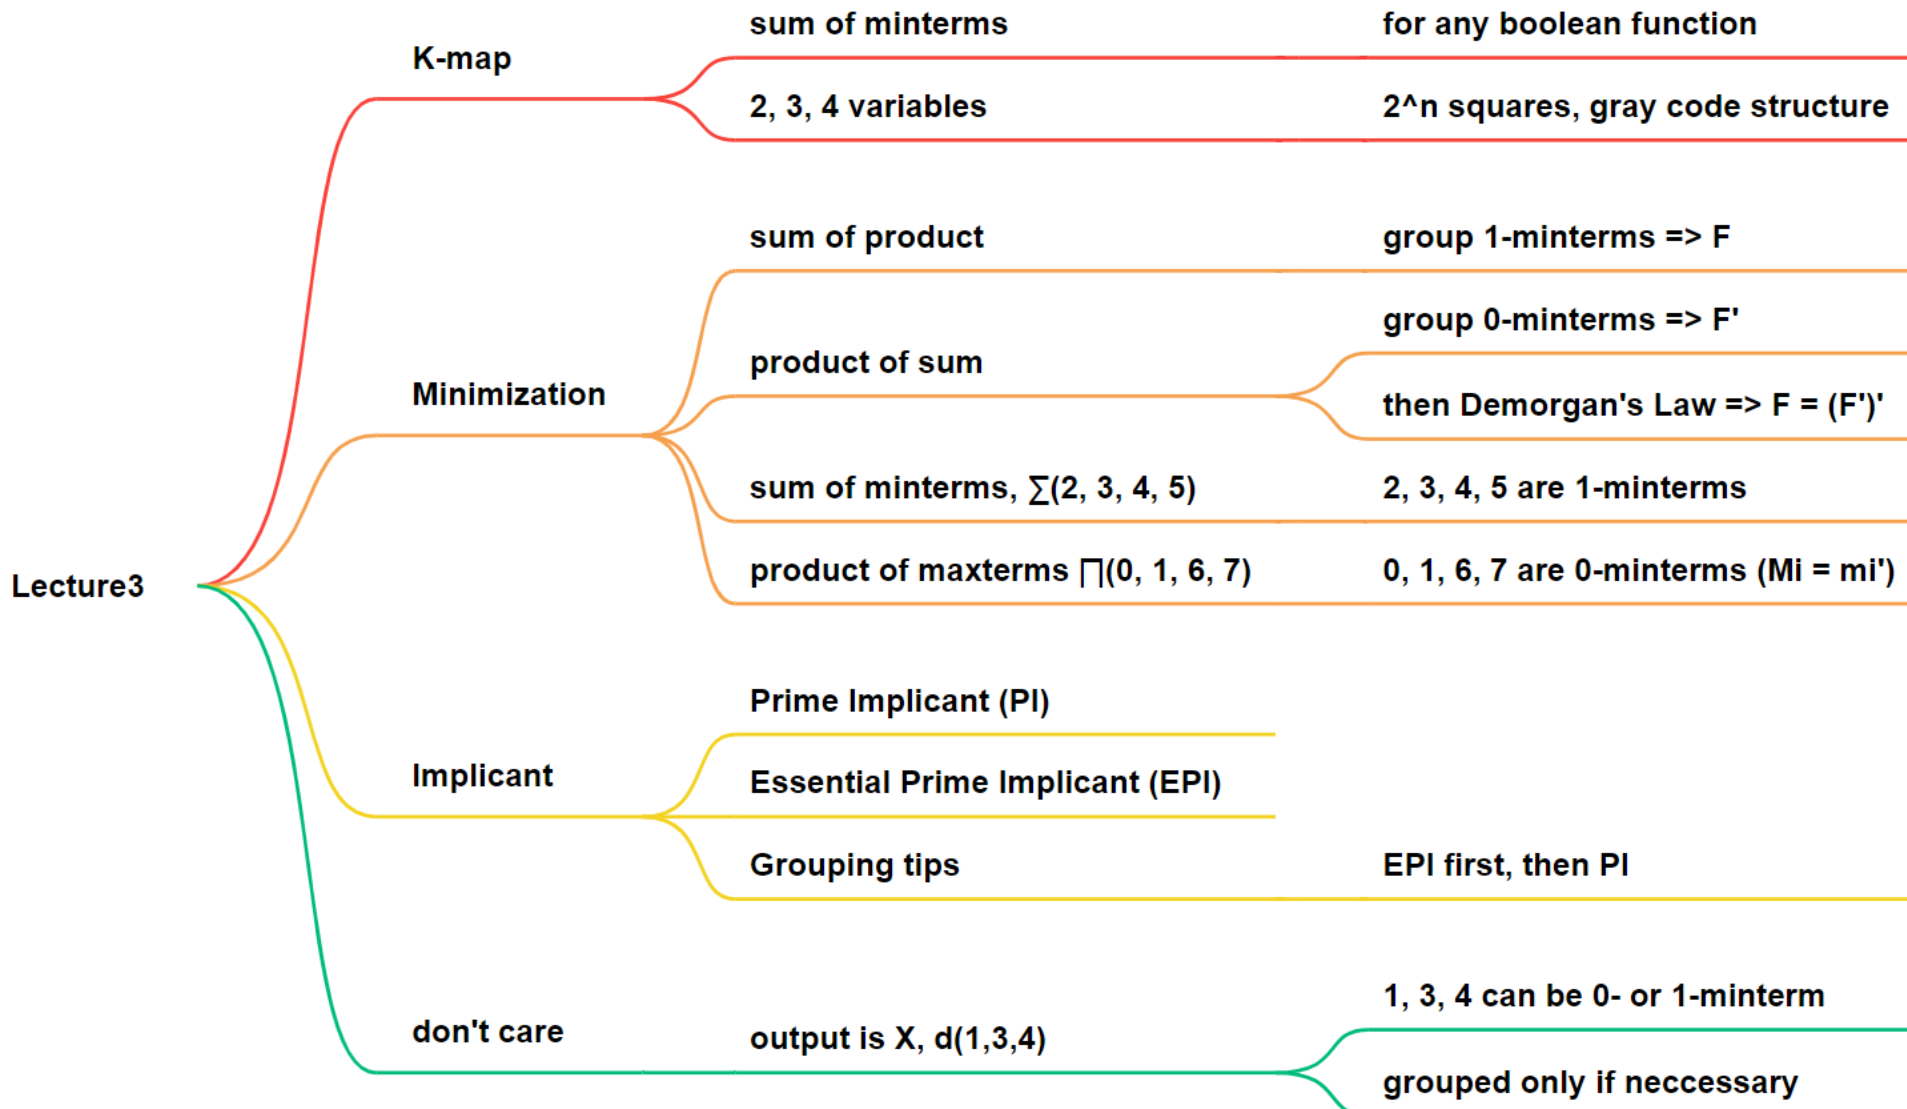 Lecture3
K-map
sum of minterms
for any boolean function
2, 3, 4 variables
2^n squares, gray code structure
Minimization
sum of product
group 1-minterms => F
product of sum
group 0-minterms => F'
then Demorgan's Law => F = (F')'
sum of minterms, ∑(2, 3, 4, 5)
2, 3, 4, 5 are 1-minterms
product of maxterms ∏(0, 1, 6, 7)
0, 1, 6, 7 are 0-minterms (Mi = mi')
Implicant
Prime Implicant (PI)
Essential Prime Implicant (EPI)
Grouping tips
EPI first, then PI
don't care
output is X, d(1,3,4)
1, 3, 4 can be 0- or 1-minterm
grouped only if neccessary